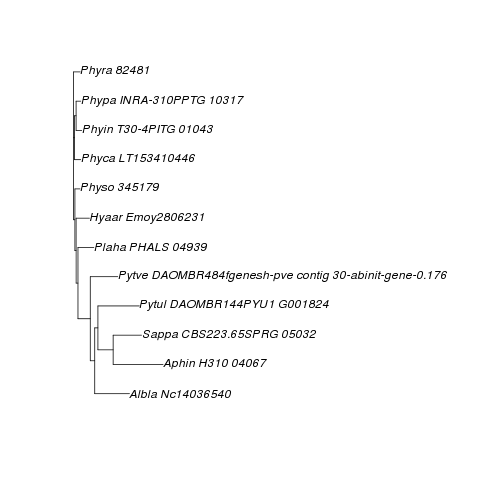 Phyra 82481
Phypa INRA-310PPTG 10317
Phyin T30-4PITG 01043
Phyca LT153410446
Physo 345179
Hyaar Emoy2806231
Plaha PHALS 04939
Pytve DAOMBR484fgenesh-pve contig 30-abinit-gene-0.176
Pytul DAOMBR144PYU1 G001824
Sappa CBS223.65SPRG 05032
Aphin H310 04067
Albla Nc14036540